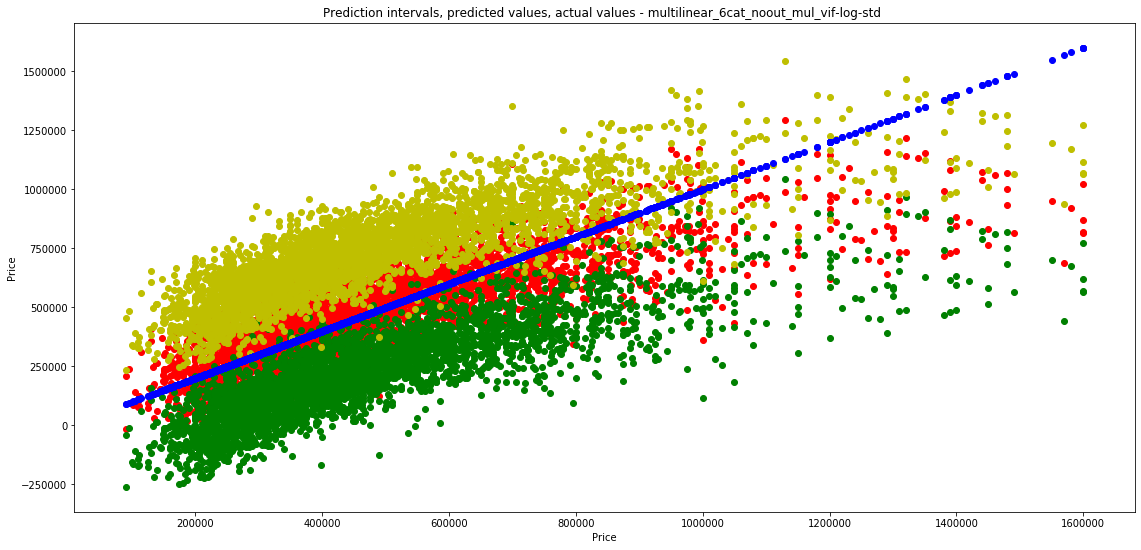 Prediction intervals, predicted values, actual values - multilinear_6cat_noout_mul_vif-log-std
1500000
1250000
1000000
750000
500000
250000
0
−250000
Price
200000 400000 600000 800000 1000000 1200000 1400000 1600000
Price